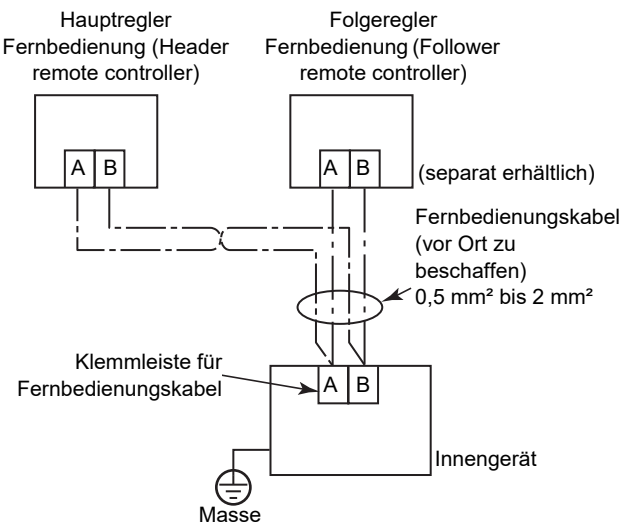 Hauptregler
Fernbedienung (Header
remote controller)
Folgeregler
Fernbedienung (Follower
remote controller)
A B
A B
(separat erhältlich)
Fernbedienungskabel
(vor Ort zu
beschaffen)
0,5 mm² bis 2 mm²
Klemmleiste für
Fernbedienungskabel
A B
Innengerät
Masse